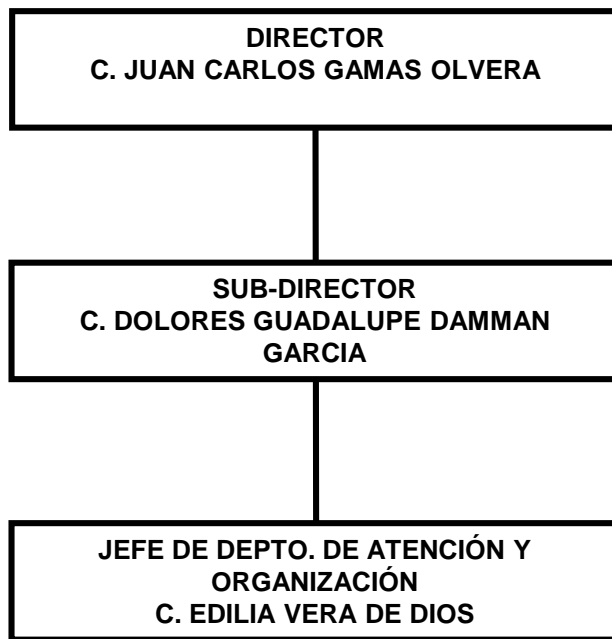 DIRECTOR
C. JUAN CARLOS GAMAS OLVERA
SUB-DIRECTOR
C. DOLORES GUADALUPE DAMMAN
GARCIA
JEFE DE DEPTO. DE ATENCIÓN Y
ORGANIZACIÓN
C. EDILIA VERA DE DIOS